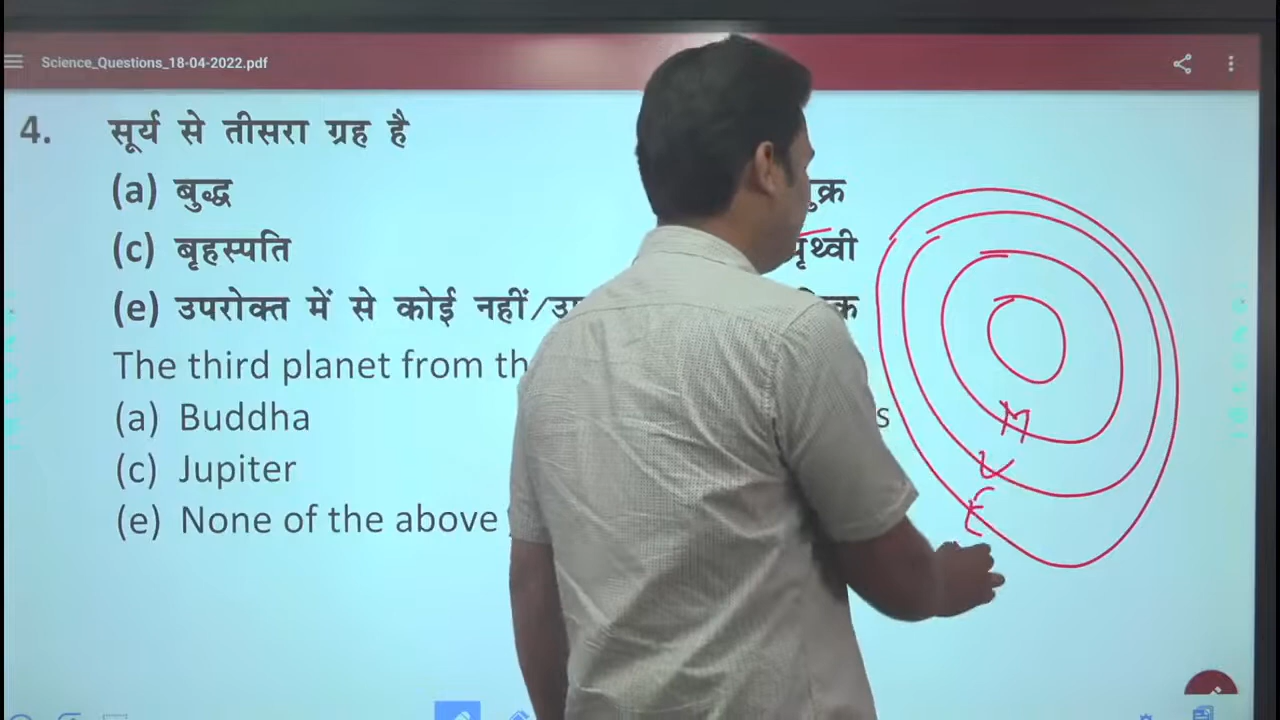 Science_Questions_18-04-2022.pdf
4. सूर्य से तीसरा ग्रह है
(a) बुद्ध
(c) बृहस्पति पृथ्वी
(e) उपरोक्त में से कोई नहीं/
The third planet from
(a) Buddha
(c) Jupiter
(e) None of the above
M
V
E